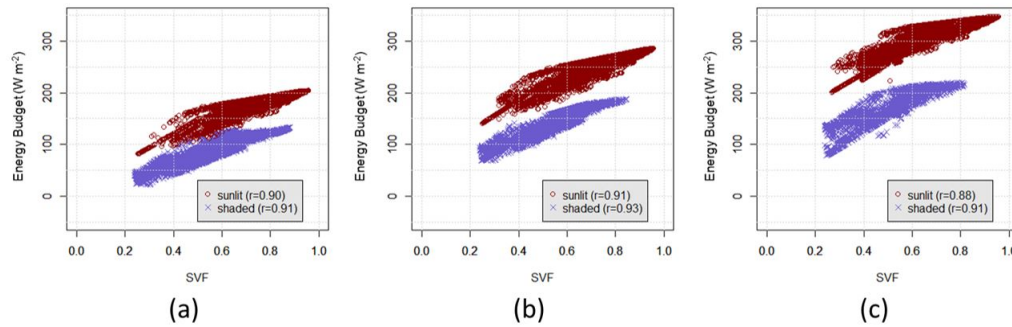 Energy Budget (W m-2)
300
200
100
0
sunlit (r=0.90)
shaded (r=0.91)
0.0 0.2 0.4 0.6 0.8 1.0
SVF
(a)
Energy Budget (W m-2)
300
200
100
0
sunlit (r=0.91)
shaded (r=0.93)
0.0 0.2 0.4 0.6 0.8 1.0
SVF
(b)
Energy Budget (W m-2)
300
200
100
0
sunlit (r=0.88)
shaded (r=0.91)
0.0 0.2 0.4 0.6 0.8 1.0
SVF
(c)